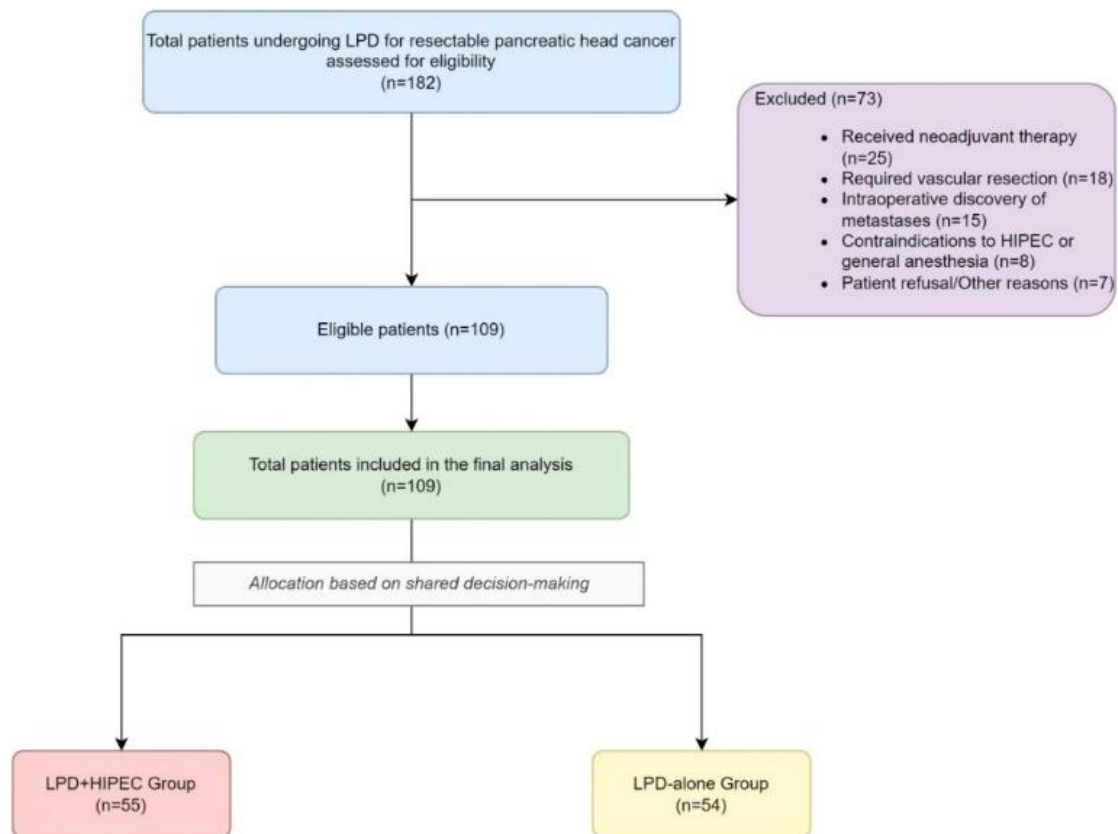 Total patients undergoing LPD for resectable pancreatic head cancer
assessed for eligibility
(n=182)
Excluded (n=73)
• Received neoadjuvant therapy
(n=25)
• Required vascular resection (n=18)
• Intraoperative discovery of
metastases (n=15)
• Contraindications to HIPEC or
general anesthesia (n=8)
• Patient refusal/Other reasons (n=7)
Eligible patients (n=109)
Total patients included in the final analysis
(n=109)
Allocation based on shared decision-making
LPD+HIPEC Group
(n=55)
LPD-alone Group
(n=54)